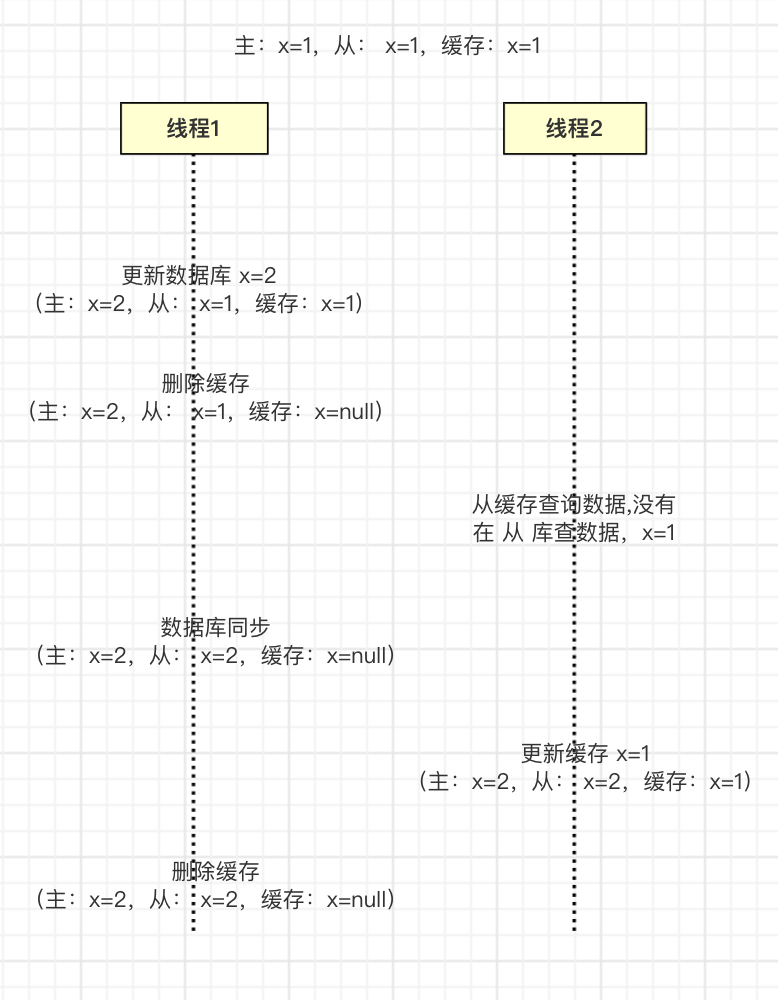 主：x=1，从： x=1，缓存：x=1
线程1
线程2
更新数据库 x=2
（主：x=2，从： x=1，缓存：x=1）
删除缓存
（主：x=2，从： x=1，缓存：x=null）
从缓存查询数据,没有
在 从 库查数据，x=1
数据库同步
（主：x=2，从： x=2，缓存：x=null）
更新缓存 x=1
（主：x=2，从： x=2，缓存：x=1）
删除缓存
（主：x=2，从： x=2，缓存：x=null）